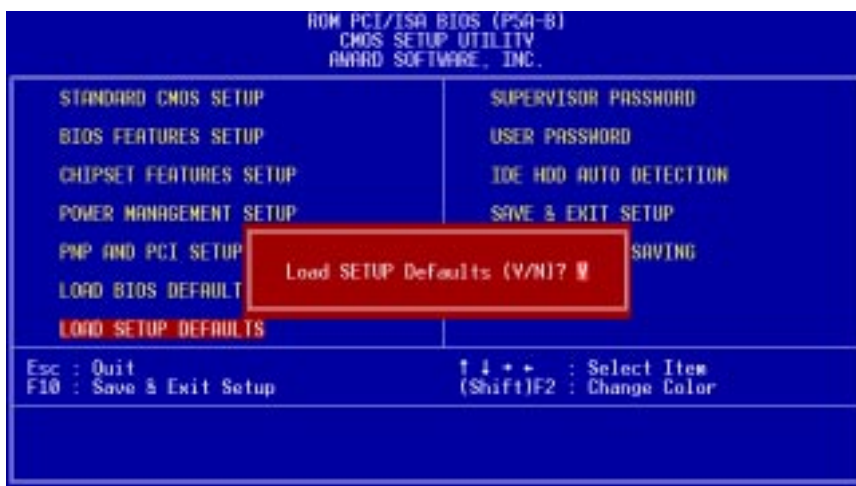 ROM PCI/ISA BIOS (P5A-B)
CMOS SETUP UTILITY
AWARD SOFTWARE, INC.
STANDARD CMOS SETUP
BIOS FEATURES SETUP
CHIPSET FEATURES SETUP
POWER MANAGEMENT SETUP
PNP AND PCI SETUP
LOAD BIOS DEFAULT
LOAD SETUP DEFAULTS
SUPERVISOR PASSWORD
USER PASSWORD
IDE HDD AUTO DETECTION
SAVE & EXIT SETUP
SAVING
Load SETUP Defaults (Y/N)? Y
Esc : Quit
F10 : Save & Exit Setup
↑ ↓ → ← : Select Item
(Shift)F2 : Change Color